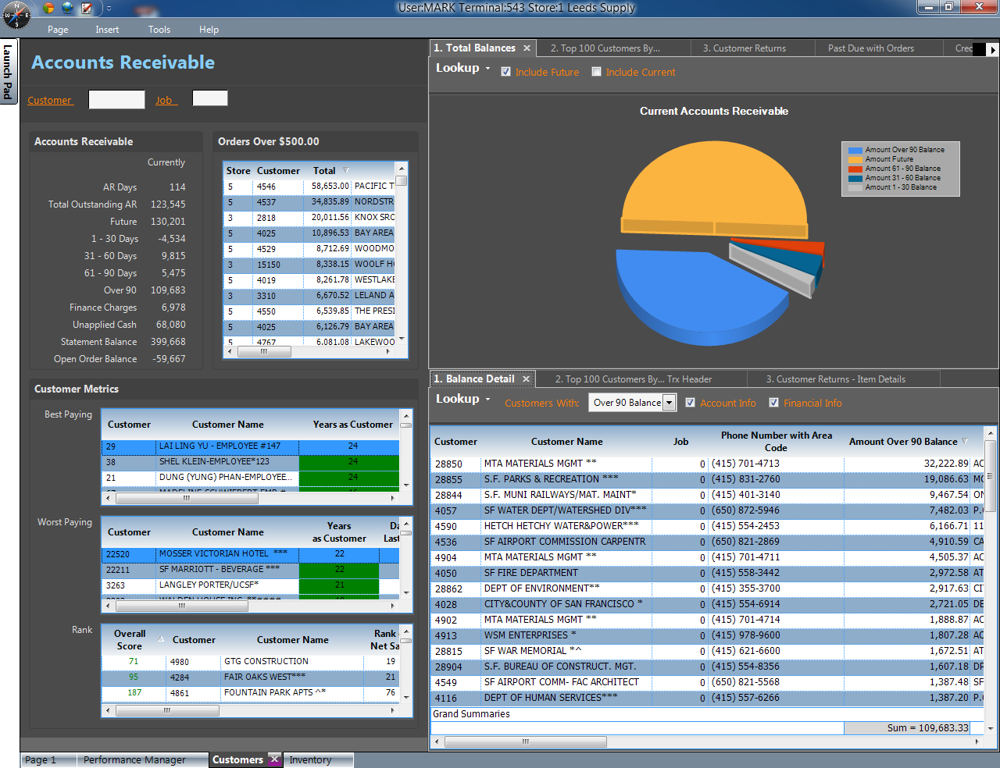 User:MARK Terminal:543 Store:1 Leeds Supply
Page Insert Tools Help
Launch Pad
Accounts Receivable
Customer Job
Accounts Receivable
Currently
AR Days 114
Total Outstanding AR 123,545
Future 130,201
1 - 30 Days -4,534
31 - 60 Days 9,815
61 - 90 Days 5,475
Over 90 109,683
Finance Charges 6,978
Unapplied Cash 68,080
Statement Balance 399,668
Open Order Balance -59,667
Orders Over $500.00
Store Customer Total
5 4546 58,653.00 PACIFIC T
5 4537 34,835.89 NORDSTR
3 2818 20,011.56 KNOX SRO
5 4025 10,896.53 BAY AREA
5 4529 8,712.69 WOODMO
3 15150 8,338.15 WOOLF H
5 4019 8,261.78 WESTLAKE
3 3310 6,670.52 LELAND A
5 4550 6,539.85 THE PRESI
5 4025 6,126.79 BAY AREA
5 4767 6,081.08 LAKEWOO
Customer Metrics
Best Paying
Customer Customer Name Years as Customer
29 LAI LING YU - EMPLOYEE #147 24
38 SHEL KLEIN-EMPLOYEE*123 24
21 DUNG (YUNG) PHAN-EMPLOYEE... 24
Worst Paying
Customer Customer Name Years as Customer Da Last
22520 MOSSER VICTORIAN HOTEL *** 22
22211 SF MARRIOTT - BEVERAGE *** 22
3263 LANGLEY PORTER/UCSF* 21
Rank
Overall Score Customer Customer Name Rank Net Sa
71 4980 GTG CONSTRUCTION 19
95 4284 FAIR OAKS WEST*** 21
187 4861 FOUNTAIN PARK APTS ^* 76
1. Total Balances 2. Top 100 Customers By... 3. Customer Returns Past Due with Orders Cred
Lookup Include Future Include Current
Current Accounts Receivable
Amount Over 90 Balance
Amount Future
Amount 61 - 90 Balance
Amount 31 - 60 Balance
Amount 1 - 30 Balance
1. Balance Detail 2. Top 100 Customers By... Trx Header 3. Customer Returns - Item Details
Lookup Customers With: Over 90 Balance Account Info Financial Info
Customer Customer Name Job Phone Number with Area Code Amount Over 90 Balance
28850 MTA MATERIALS MGMT ** 0 (415) 701-4713 32,222.89 AC
28855 S.F. PARKS & RECREATION *** 0 (415) 831-2760 19,086.63 MC
28844 S.F. MUNI RAILWAYS/MAT. MAINT* 0 (415) 401-3140 9,467.54 ON
4057 SF WATER DEPT/WATERSHED DIV*** 0 (650) 872-5946 7,482.03 P.O
4590 HETCH HETCHY WATER&POWER*** 0 (415) 554-2453 6,166.71 11
4536 SF AIRPORT COMMISSION CARPENTR 0 (650) 821-2869 4,910.59 CA
4904 MTA MATERIALS MGMT ** 0 (415) 701-4711 4,505.37 AC
4050 SF FIRE DEPARTMENT 0 (415) 558-3442 2,972.58 AT
28862 DEPT OF ENVIRONMENT** 0 (415) 355-3700 2,917.63 CI
4028 CITY&COUNTY OF SAN FRANCISCO * 0 (415) 554-6914 2,721.05 DE
4902 MTA MATERIALS MGMT ** 0 (415) 701-4714 1,888.87 AC
4913 WSM ENTERPRISES * 0 (415) 978-9600 1,807.28 AC
28815 SF WAR MEMORIAL *^ 0 (415) 621-6600 1,672.51 AT
28904 S.F. BUREAU OF CONSTRUCT. MGT. 0 (415) 554-8356 1,607.18 DP
4549 SF AIRPORT COMM- FAC ARCHITECT 0 (650) 821-5568 1,387.48 SF
4116 DEPT OF HUMAN SERVICES*** 0 (415) 557-6266 1,387.20 P.O
Grand Summaries
Sum = 109,683.33
Page 1 Performance Manager Customers Inventory